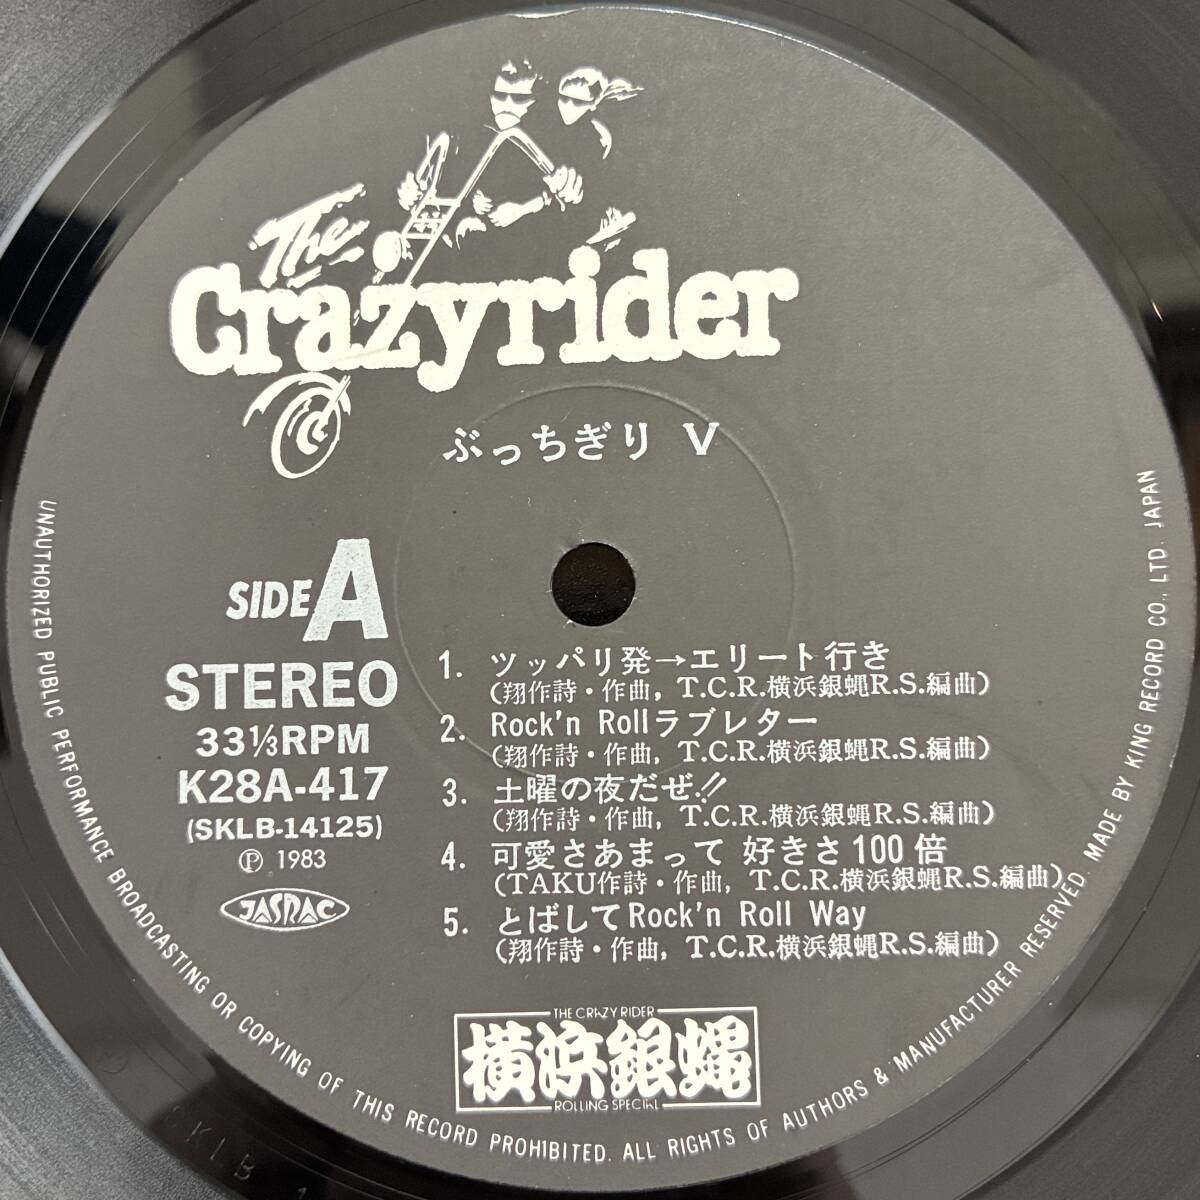 The
Crazyrider
ぶっちぎり V
SIDE A
STEREO
33 1/3 RPM
K28A-417
(SKLB-14125)
Ⓟ 1983
JASRAC
1. ツッパリ発→エリート行き
(翔作詩・作曲, T.C.R.横浜銀蝿R.S.編曲)
2. Rock'n Rollラブレター
(翔作詩・作曲, T.C.R.横浜銀蝿R.S.編曲)
3. 土曜の夜だぜ!!
(翔作詩・作曲, T.C.R.横浜銀蝿R.S.編曲)
4. 可愛さあまって 好きさ100倍
(TAKU作詩・作曲, T.C.R.横浜銀蝿R.S.編曲)
5. とばしてRock'n Roll Way
(翔作詩・作曲, T.C.R.横浜銀蝿R.S.編曲)
THE CRAZY RIDER
横浜銀蝿
ROLLING SPECIAL
UNAUTHORIZED PUBLIC PERFORMANCE BROADCASTING OR COPYING OF THIS RECORD PROHIBITED. ALL RIGHTS OF AUTHORS & MANUFACTURER RESERVED. MADE BY KING RECORD CO., LTD. JAPAN